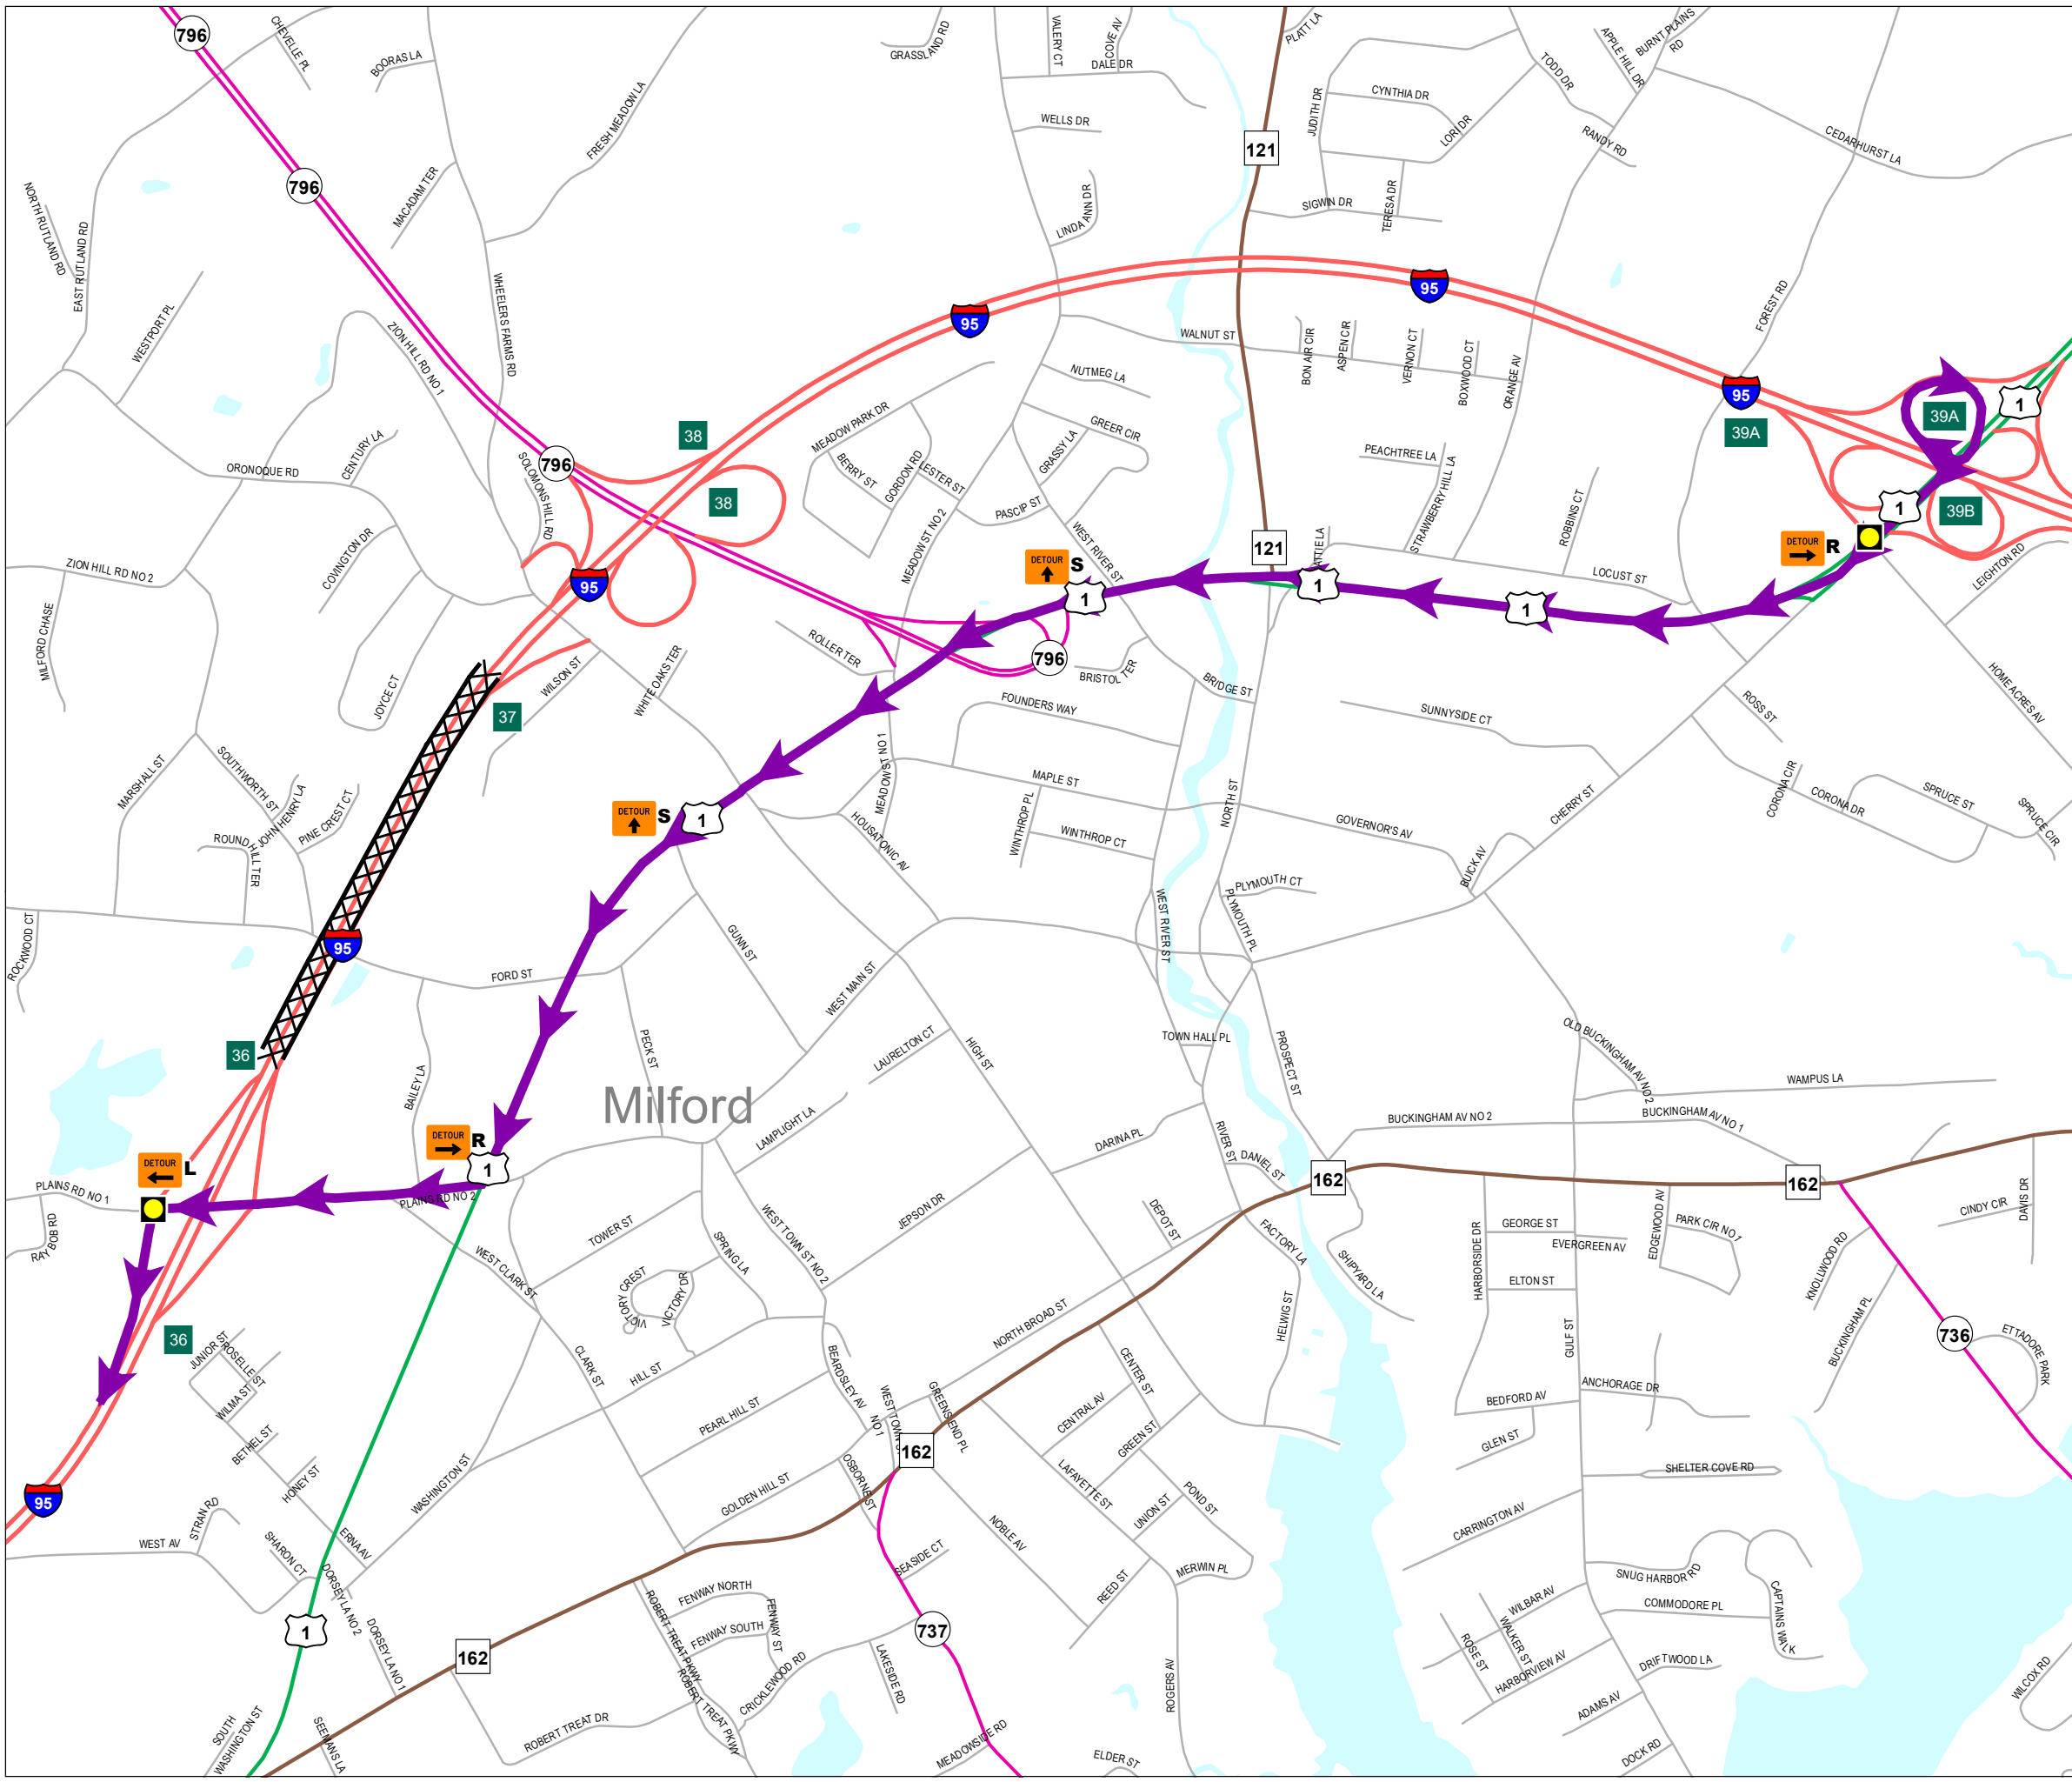 796
CHEVELLE PL
BOORAS LA
GRASSLAND RD
VALERY CT
COVE AV
DALE DR
PLATT LA
BURNT PLAINS RD
APPLE HILL DR
TODD DR
CYNTHIA DR
JUDITH DR
LORI DR
RANDY RD
CEDARHURST LA
WELLS DR
FRESH MEADOW LA
121
796
NORTH RUTLAND RD
EAST RUTLAND RD
MACADAM TER
LINDA ANN DR
SIGWIN DR
TERESA DR
WESTPORT PL
ZION HILL RD NO 1
WHEELER'S FARMS RD
95
95
FOREST RD
WALNUT ST
BON AIR CIR
ASPEN CIR
VERNON CT
BOXWOOD CT
ORANGE AV
NUTMEG LA
95
39A
39A
1
MEADOW PARK DR
GREER CIR
GRASSY LA
38
BERRY ST
GORDON RD
LESTER ST
PASCIP ST
PEACHTREE LA
STRAWBERRY HILL LA
ROBBINS CT
CENTURY LA
ORONOQUE RD
796
SOLOMONS HILL RD
38
MEADOW ST NO 2
WEST RIVER ST
121
1
39B
DETOUR
R
LEIGHTON RD
ZION HILL RD NO 2
COVINGTON DR
95
DETOUR
S
1
1
1
LOCUST ST
MILFORD CHASE
JOYCE CT
WILSON ST
WHITE OAKS TER
ROLLER TER
796
BRISTOL TER
BRIDGE ST
HOME ACRES AV
37
FOUNDERS WAY
SUNNYSIDE CT
ROSS ST
MARSHALL ST
SOUTHWORTH ST
JOHN HENRY LA
PINE CREST CT
ROUND HILL TER
MEADOW ST NO 1
MAPLE ST
NORTH ST
CHERRY ST
CORONA CIR
CORONA DR
SPRUCE ST
SPRUCE CIR
DETOUR
S
1
HOUSATONIC AV
WINTHROP PL
WINTHROP CT
GOVERNOR'S AV
BUICK AV
PLYMOUTH CT
PLYMOUTH PL
WEST RIVER ST
ROCKWOOD CT
95
FORD ST
GUNN ST
WEST MAIN ST
36
PECK ST
LAURELTON CT
HIGH ST
TOWN HALL PL
PROSPECT ST
OLD BUCKINGHAM AV NO 2
WAMPUS LA
BAILEY LA
Milford
LAMPLIGHT LA
DARINA PL
BUCKINGHAM AV NO 2
BUCKINGHAM AV NO 1
DETOUR
R
1
RIVER ST
DANIEL ST
162
162
DETOUR
L
PLAINS RD NO 1
PLAINS RD NO 2
RAY BOB RD
WEST CLARK ST
TOWER ST
SPRING LA
WEST TOWN ST NO 2
JEPSON DR
DEPOT ST
FACTORY LA
SHIPYARD LA
HARBORSIDE DR
GEORGE ST
EVERGREEN AV
EDGEWOOD AV
PARK CIR NO 1
KNOLLWOOD RD
CINDY CIR
DAVIS DR
VICTORY CREST
VICTORY DR
ELTON ST
36
JUNIOR ST
ROSELLE ST
WILMA ST
HILL ST
CLARK ST
BEARDSLEY AV
NORTH BROAD ST
CENTER ST
HELWIG ST
GULF ST
BUCKINGHAM PL
736
ETTADORE PARK
BETHEL ST
HONEY ST
PEARL HILL ST
WEST TOWN S
NO 1
GREENS END PL
CENTRAL AV
GREEN ST
BEDFORD AV
ANCHORAGE DR
GLEN ST
95
WASHINGTON ST
GOLDEN HILL ST
OSBORNE ST
162
LAFAYETTE ST
SHELTER COVE RD
WEST AV
STRAN RD
SHARON CT
ERNA AV
DORSEY LA NO 2
DORSEY LA NO 1
NOBLE AV
UNION ST
POND ST
CARRINGTON AV
SEASIDE CT
REED ST
MERWIN PL
SNUG HARBOR RD
1
ROBERT TREAT PKWY
FENWAY NORTH
FENWAY SOUTH
FENWAY ST
737
WILBAR AV
WALKER ST
COMMODORE PL
CAPTAINS WALK
162
CRICKLEWOOD RD
ROBERT TREAT PKWY
LAKESIDE RD
ROGERS AV
ROSE ST
HARBORVIEW AV
DRIFTWOOD LA
WILCOX RD
SOUTH WASHINGTON ST
SEEMANS LA
ROBERT TREAT DR
MEADOWSIDE RD
ELDER ST
ADAMS AV
DOCK RD